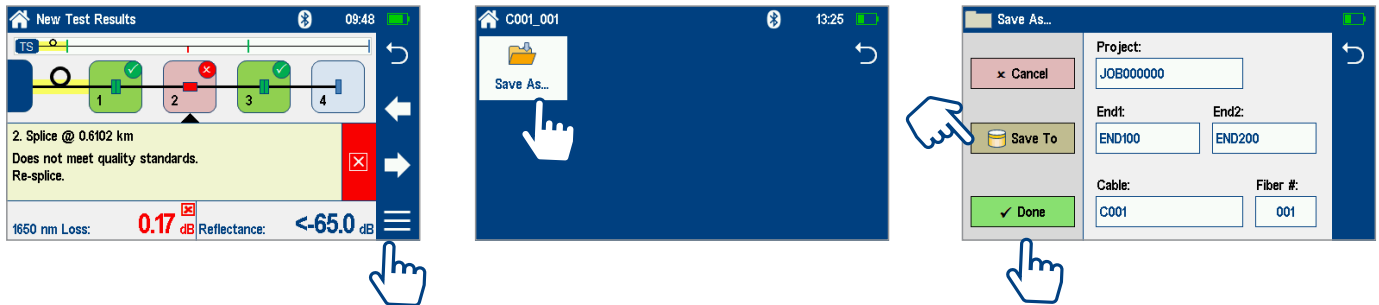 New Test Results
09:48
TS
1
2
3
4
2. Splice @ 0.6102 km
Does not meet quality standards.
Re-splice.
1650 nm Loss:
0.17 dB
Reflectance:
<-65.0 dB
C001_001
13:25
Save As...
Save As...
Cancel
Save To
Done
Project:
JOB000000
End1:
End2:
END100
END200
Cable:
Fiber #:
C001
001